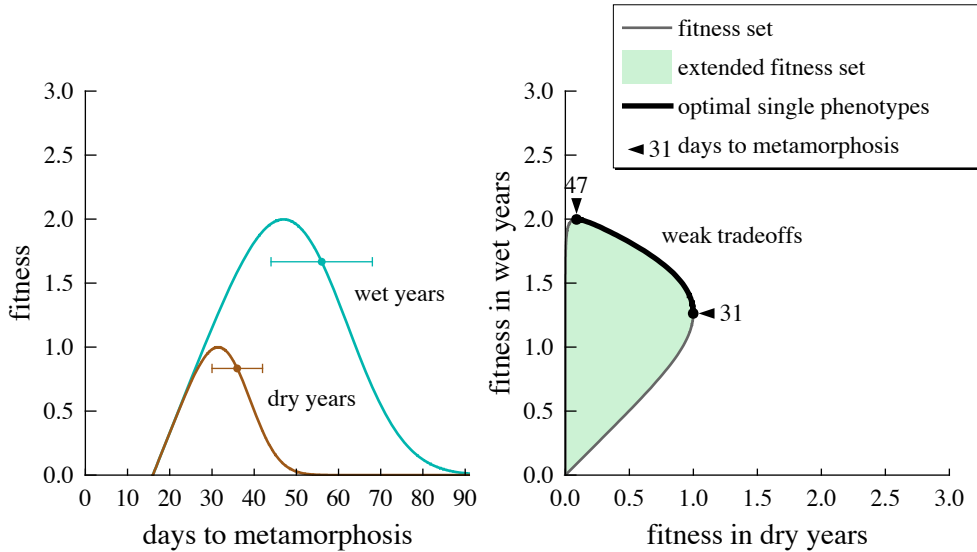 fitness set
extended fitness set
optimal single phenotypes
31 days to metamorphosis
3.0
2.5
2.0
1.5
1.0
0.5
0.0
0 10 20 30 40 50 60 70 80 90
fitness
days to metamorphosis
wet years
dry years
3.0
2.5
2.0
1.5
1.0
0.5
0.0
0.0 0.5 1.0 1.5 2.0 2.5 3.0
fitness in wet years
fitness in dry years
47
weak tradeoffs
31